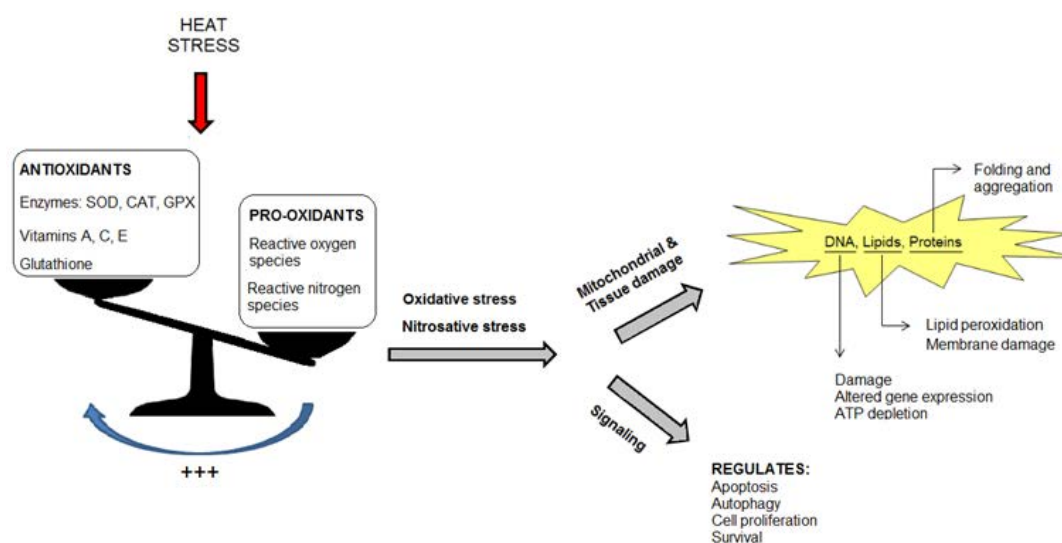 HEAT
STRESS
ANTIOXIDANTS
Enzymes: SOD, CAT, GPX
Vitamins A, C, E
Glutathione
PRO-OXIDANTS
Reactive oxygen
species
Reactive nitrogen
species
+++
Oxidative stress
Nitrosative stress
Mitochondrial &
Tissue damage
Signaling
Folding and
aggregation
DNA, Lipids, Proteins
Lipid peroxidation
Membrane damage
Damage
Altered gene expression
ATP depletion
REGULATES:
Apoptosis
Autophagy
Cell proliferation
Survival